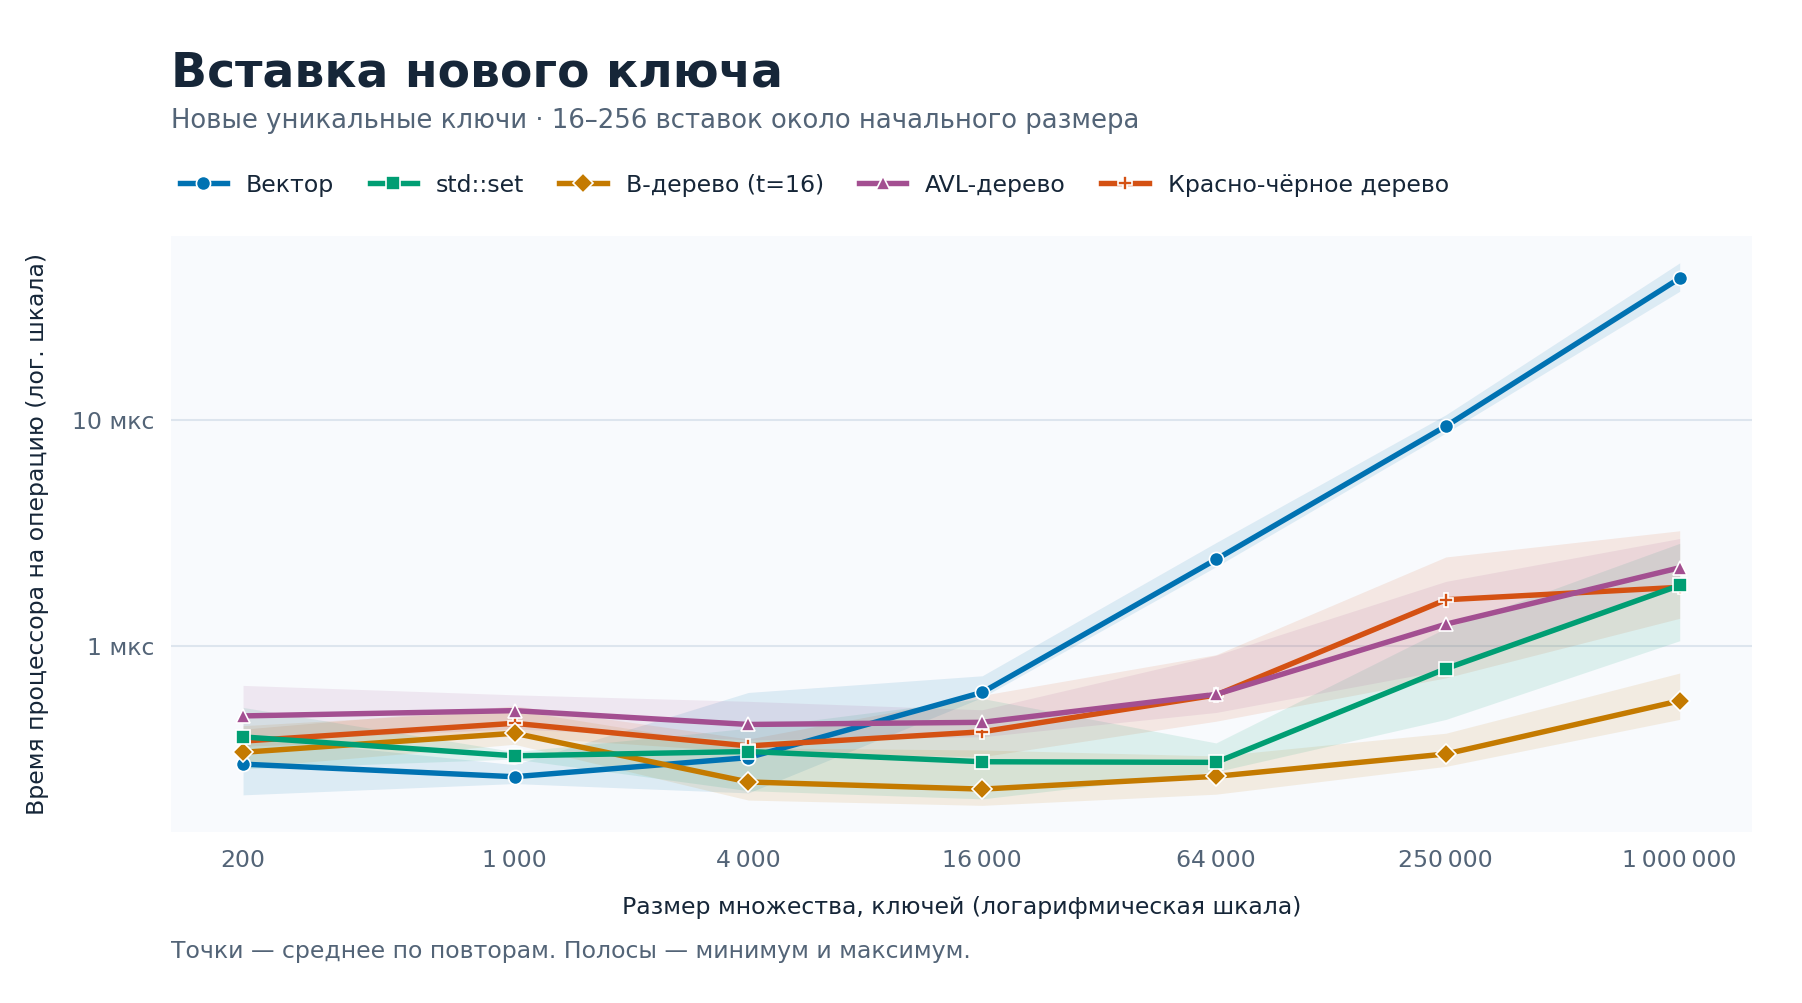 Вставка нового ключа
Новые уникальные ключи · 16–256 вставок около начального размера
Вектор std::set B-дерево (t=16) AVL-дерево Красно-чёрное дерево
Время процессора на операцию (лог. шкала)
10 мкс
1 мкс
200 1 000 4 000 16 000 64 000 250 000 1 000 000
Размер множества, ключей (логарифмическая шкала)
Точки — среднее по повторам. Полосы — минимум и максимум.